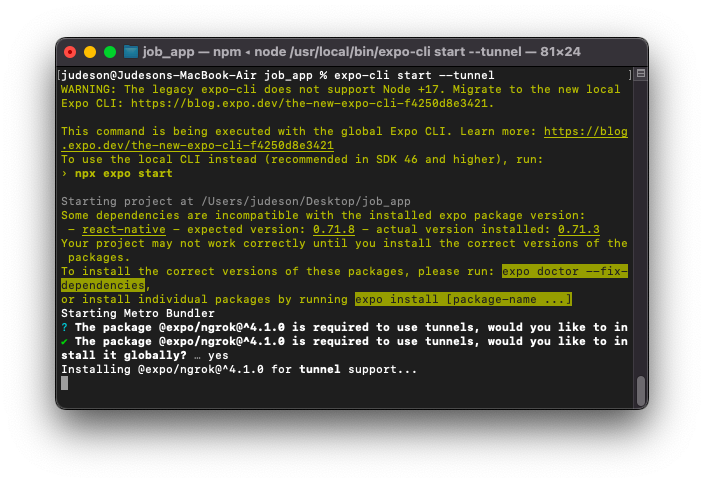 job_app — npm ◂ node /usr/local/bin/expo-cli start --tunnel — 81×24
[judeson@Judesons-MacBook-Air job_app % expo-cli start --tunnel ]
WARNING: The legacy expo-cli does not support Node +17. Migrate to the new local
Expo CLI: https://blog.expo.dev/the-new-expo-cli-f4250d8e3421.
This command is being executed with the global Expo CLI. Learn more: https://blog
.expo.dev/the-new-expo-cli-f4250d8e3421
To use the local CLI instead (recommended in SDK 46 and higher), run:
› npx expo start
Starting project at /Users/judeson/Desktop/job_app
Some dependencies are incompatible with the installed expo package version:
 - react-native - expected version: 0.71.8 - actual version installed: 0.71.3
Your project may not work correctly until you install the correct versions of the
 packages.
To install the correct versions of these packages, please run: expo doctor --fix-
dependencies,
or install individual packages by running expo install [package-name ...]
Starting Metro Bundler
? The package @expo/ngrok@^4.1.0 is required to use tunnels, would you like to in
✔ The package @expo/ngrok@^4.1.0 is required to use tunnels, would you like to in
stall it globally? … yes
Installing @expo/ngrok@^4.1.0 for tunnel support...